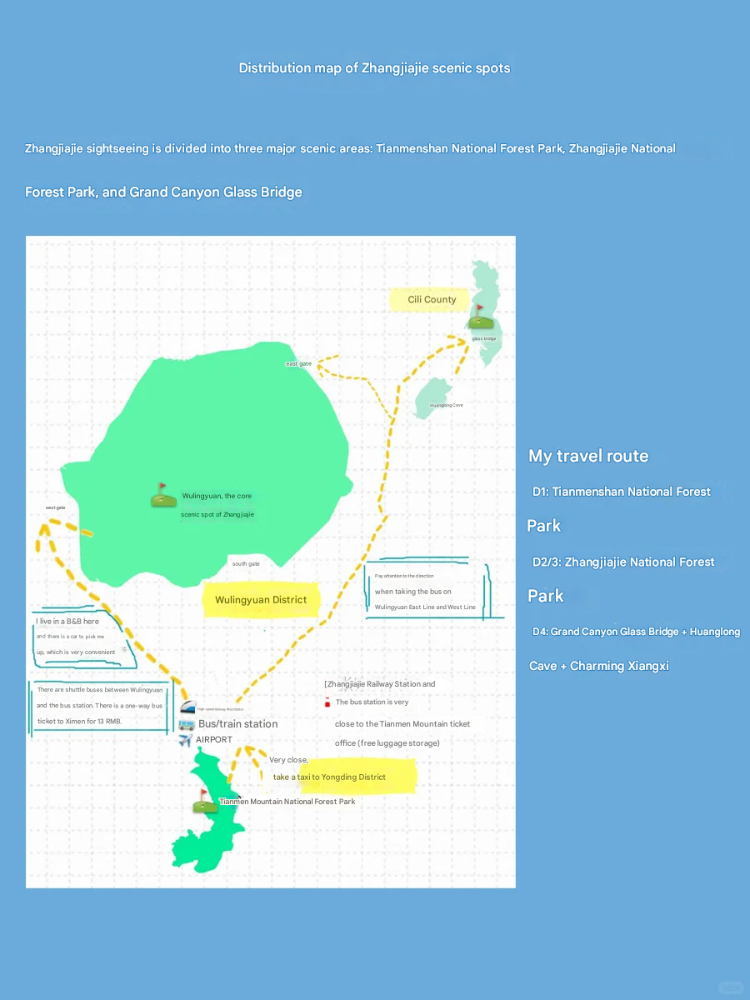 Distribution map of Zhangjiajie scenic spots
Zhangjiajie sightseeing is divided into three major scenic areas: Tianmenshan National Forest Park, Zhangjiajie National
Forest Park, and Grand Canyon Glass Bridge
Cili County
glass bridge
east gate
Huanglong Cave
Wulingyuan, the core
scenic spot of Zhangjiajie
east gate
south gate
Wulingyuan District
Pay attention to the direction
when taking the bus on
Wulingyuan East Line and West Line
I live in a B&B here
and there is a car to pick me
up, which is very convenient
There are shuttle buses between Wulingyuan
and the bus station. There is a one-way bus
ticket to Ximen for 13 RMB.
Bus/train station
AIRPORT
[Zhangjiajie Railway Station and
The bus station is very
close to the Tianmen Mountain ticket
office (free luggage storage)
Very close,
take a taxi to Yongding District
Tianmen Mountain National Forest Park
My travel route
D1: Tianmenshan National Forest
Park
D2/3: Zhangjiajie National Forest
Park
D4: Grand Canyon Glass Bridge + Huanglong
Cave + Charming Xiangxi